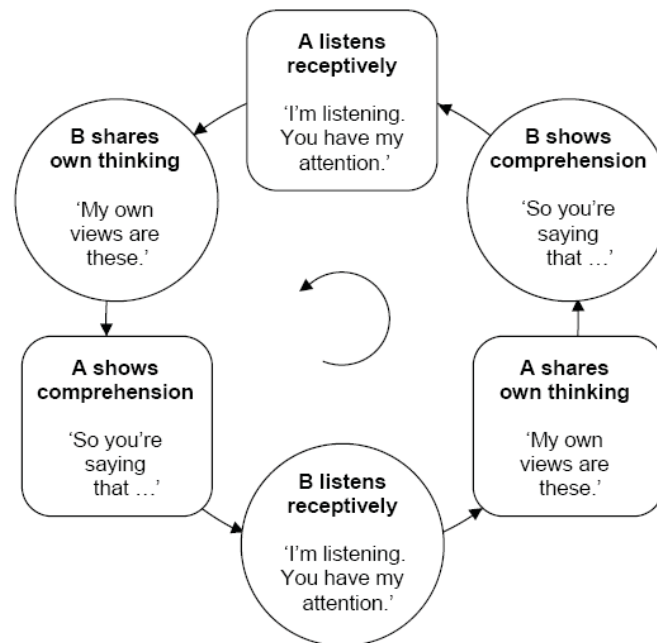 A listens
receptively
‘I’m listening.
You have my
attention.’
B shares
own thinking
‘My own
views are
these.’
B shows
comprehension
‘So you’re
saying
that …’
A shows
comprehension
‘So you’re
saying
that …’
A shares
own thinking
‘My own
views are
these.’
B listens
receptively
‘I’m listening.
You have my
attention.’